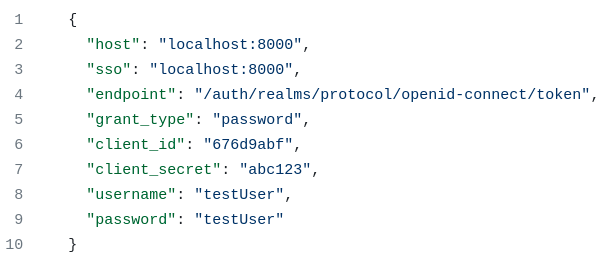 1 {
2 "host": "localhost:8000",
3 "sso": "localhost:8000",
4 "endpoint": "/auth/realms/protocol/openid-connect/token",
5 "grant_type": "password",
6 "client_id": "676d9abf",
7 "client_secret": "abc123",
8 "username": "testUser",
9 "password": "testUser"
10 }